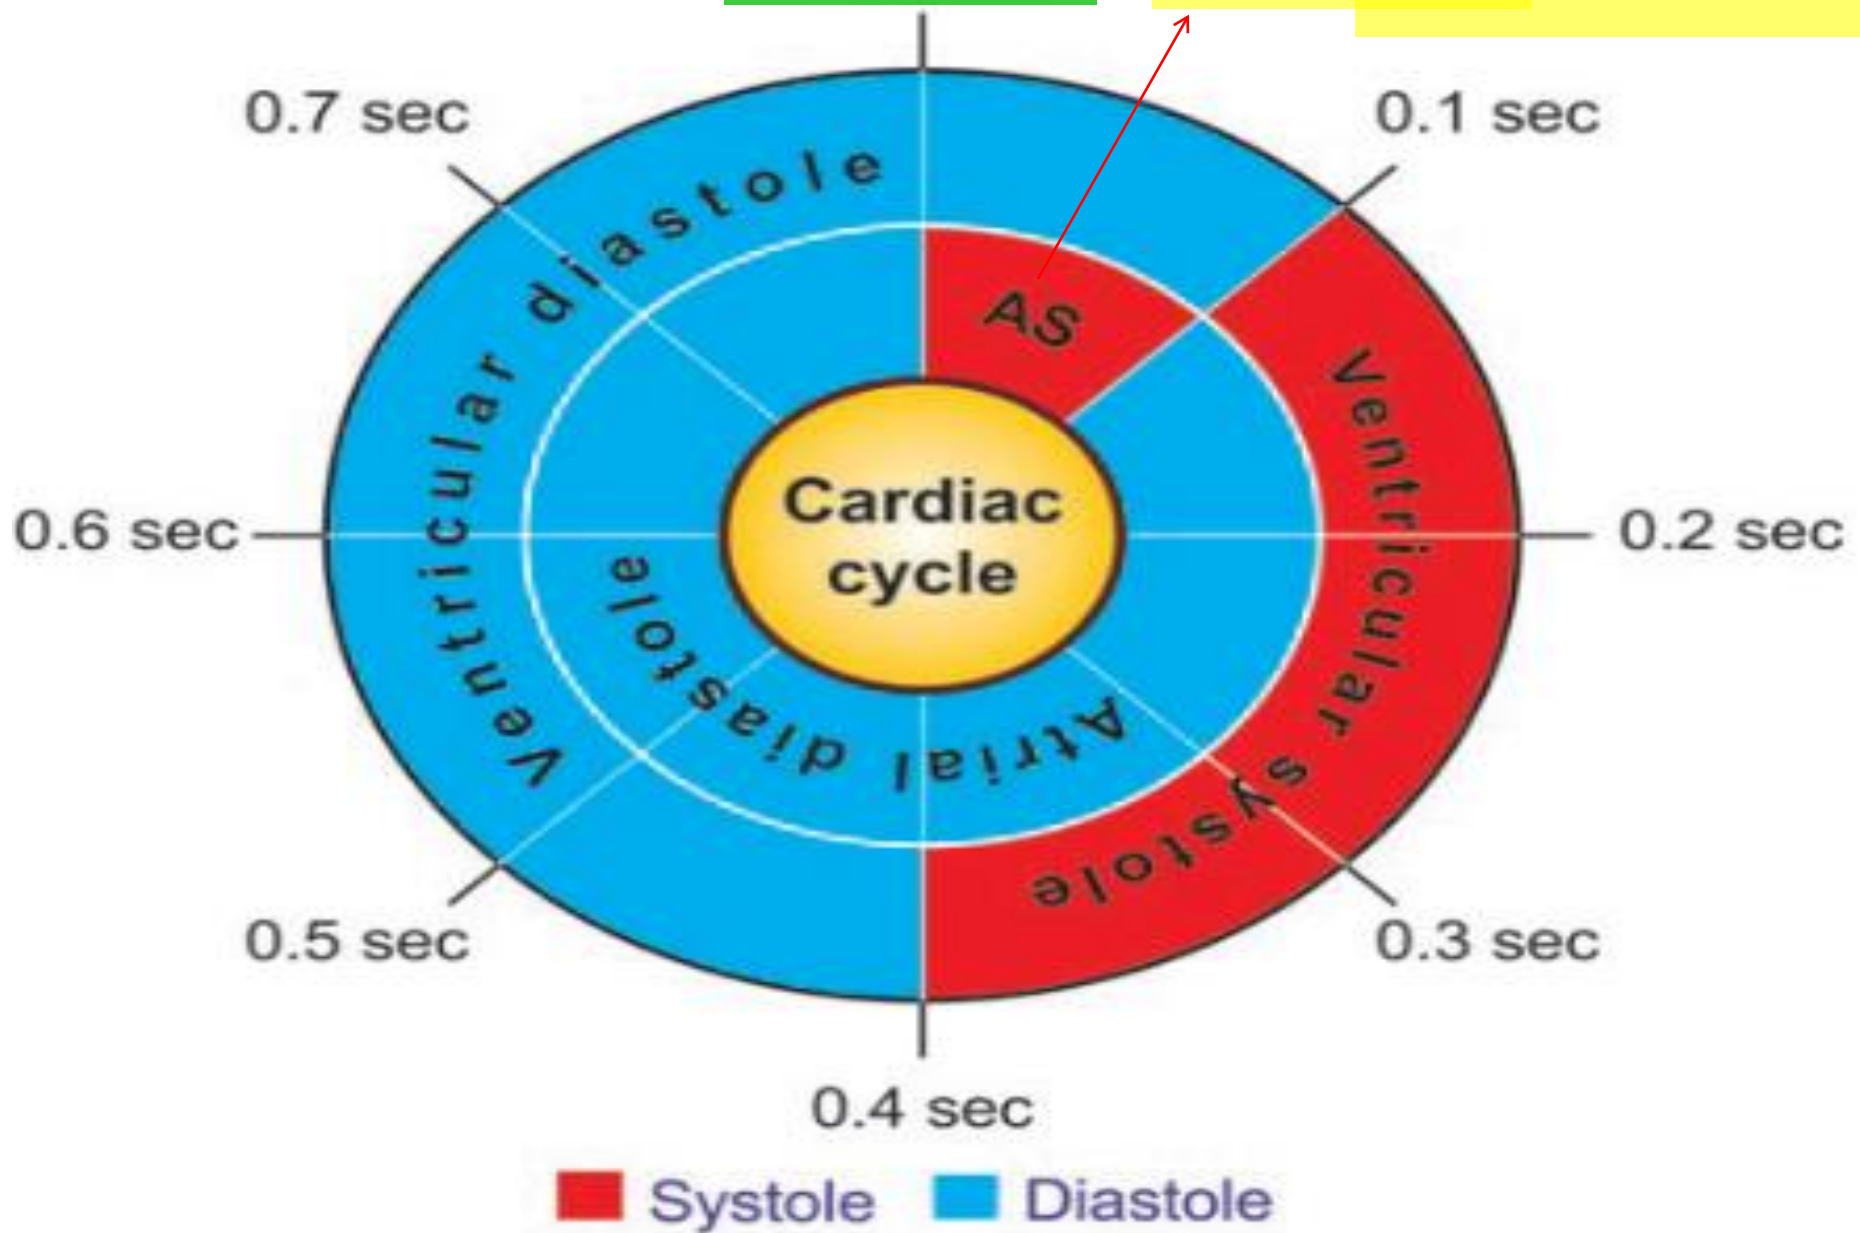 0.7 sec
0.1 sec
Ventricular diastole
AS
Ventricular systole
Cardiac
cycle
0.6 sec
0.2 sec
Atrial diastole
0.5 sec
0.3 sec
0.4 sec
Systole
Diastole